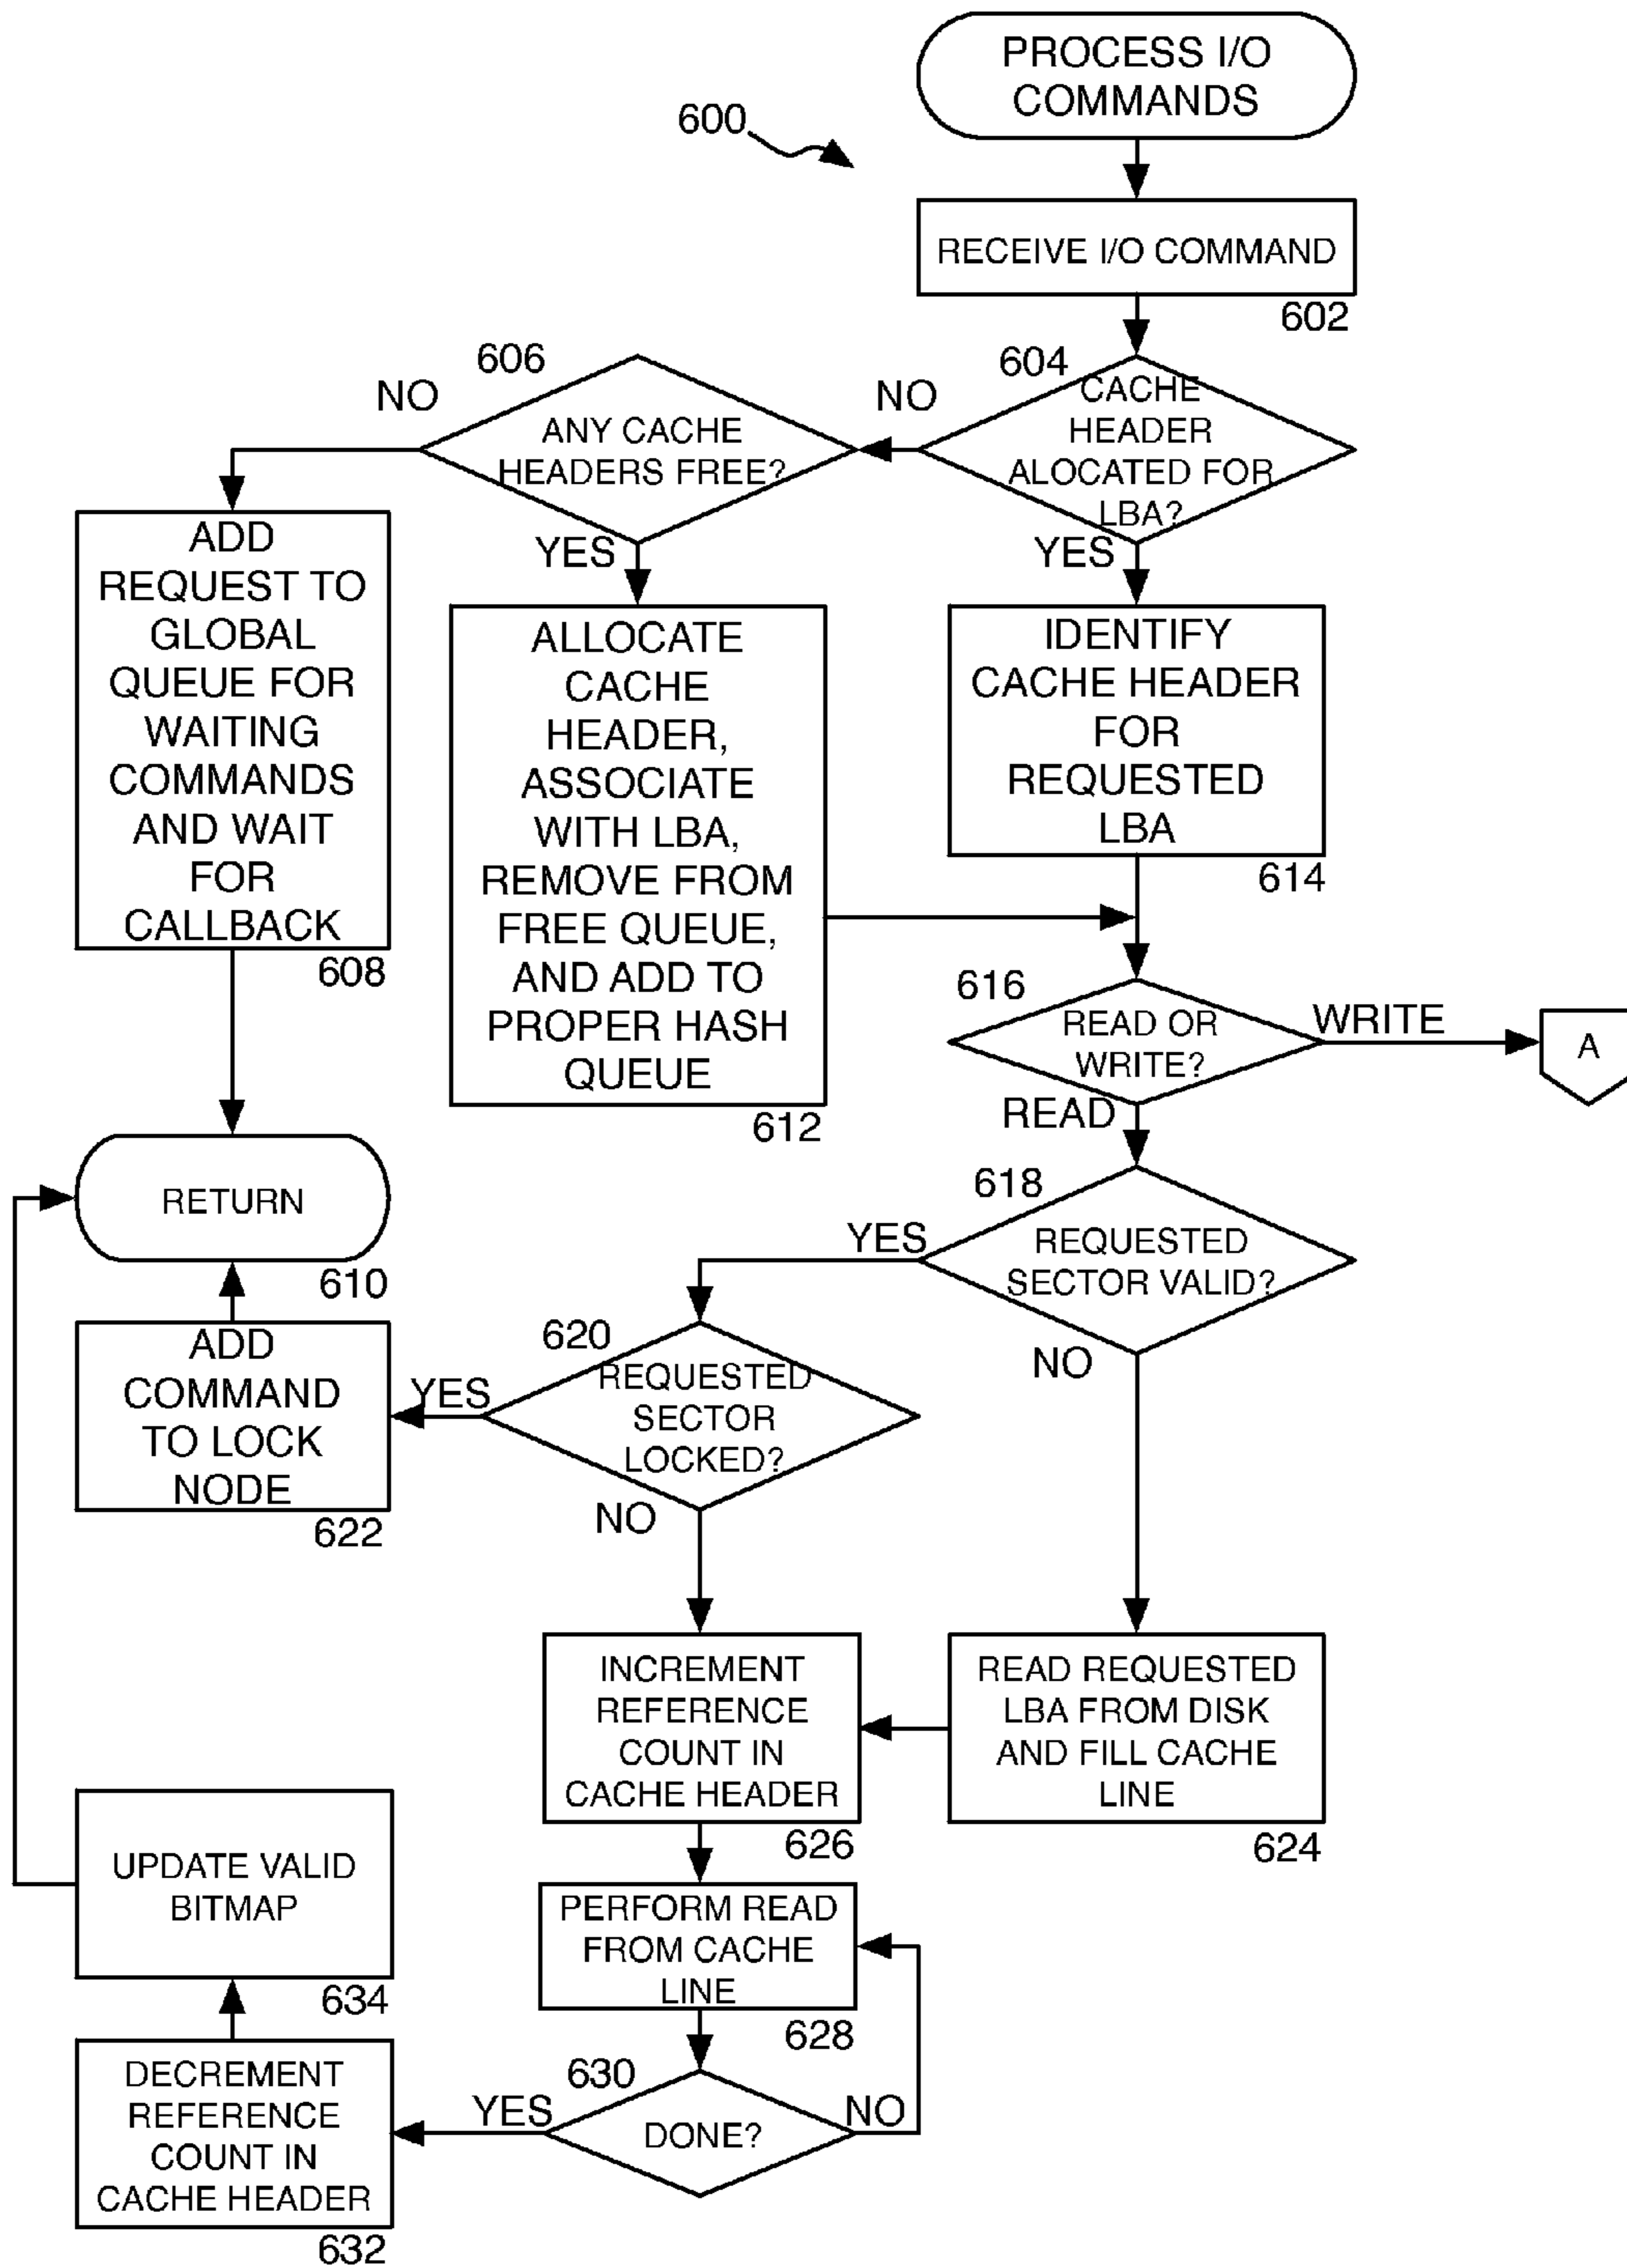 PROCESS I/O
COMMANDS
600
RECEIVE I/O COMMAND
602
604
CACHE
HEADER
ALOCATED FOR
LBA?
NO
YES
606
ANY CACHE
HEADERS FREE?
NO
YES
ADD
REQUEST TO
GLOBAL
QUEUE FOR
WAITING
COMMANDS
AND WAIT
FOR
CALLBACK
608
ALLOCATE
CACHE
HEADER,
ASSOCIATE
WITH LBA,
REMOVE FROM
FREE QUEUE,
AND ADD TO
PROPER HASH
QUEUE
612
IDENTIFY
CACHE HEADER
FOR
REQUESTED
LBA
614
616
READ OR
WRITE?
WRITE
A
READ
RETURN
610
618
REQUESTED
SECTOR VALID?
YES
NO
620
REQUESTED
SECTOR
LOCKED?
YES
NO
ADD
COMMAND
TO LOCK
NODE
622
INCREMENT
REFERENCE
COUNT IN
CACHE HEADER
626
READ REQUESTED
LBA FROM DISK
AND FILL CACHE
LINE
624
UPDATE VALID
BITMAP
634
PERFORM READ
FROM CACHE
LINE
628
630
DONE?
YES
NO
DECREMENT
REFERENCE
COUNT IN
CACHE HEADER
632